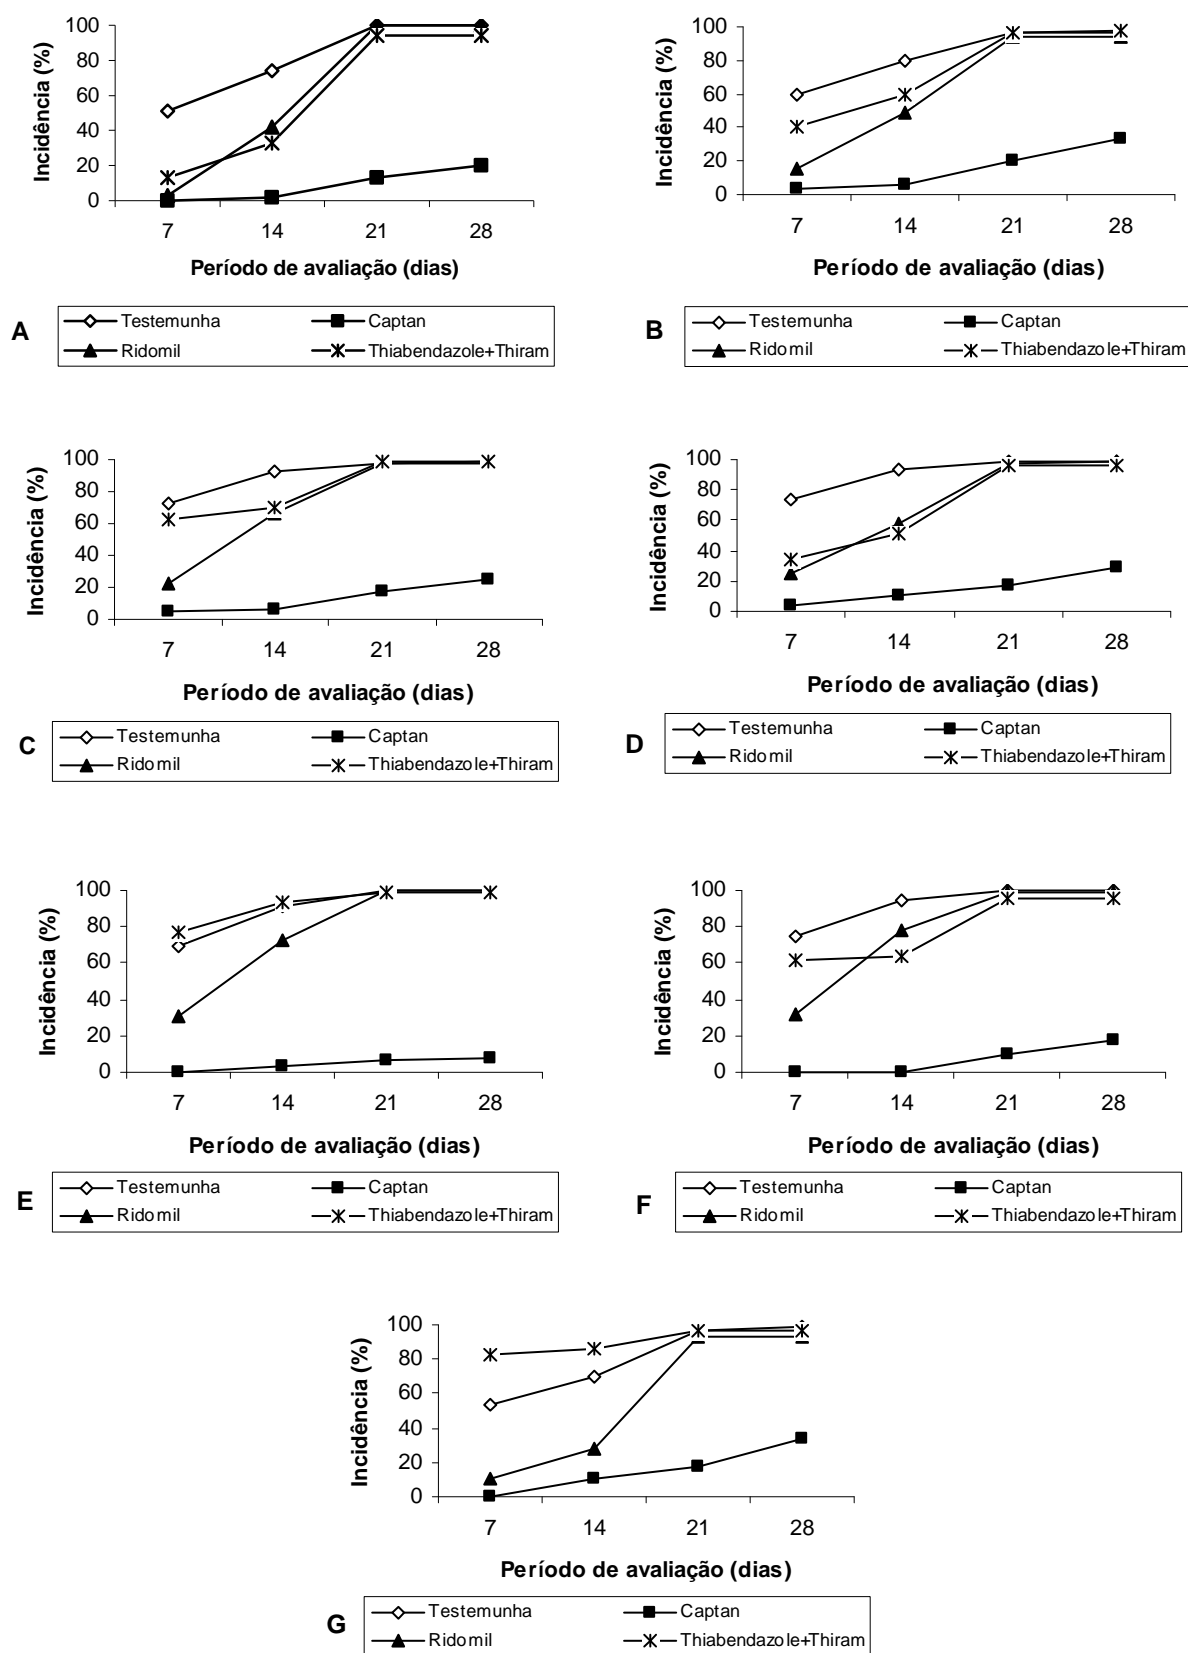 Incidência (%)
100
80
60
40
20
0
7 14 21 28
Período de avaliação (dias)
A
Testemunha Captan
Ridomil Thiabendazole+Thiram
Incidência (%)
100
80
60
40
20
0
7 14 21 28
Período de avaliação (dias)
B
Testemunha Captan
Ridomil Thiabendazole+Thiram
Incidência (%)
100
80
60
40
20
0
7 14 21 28
Período de avaliação (dias)
C
Testemunha Captan
Ridomil Thiabendazole+Thiram
Incidência (%)
100
80
60
40
20
0
7 14 21 28
Período de avaliação (dias)
D
Testemunha Captan
Ridomil Thiabendazole+Thiram
Incidência (%)
100
80
60
40
20
0
7 14 21 28
Período de avaliação (dias)
E
Testemunha Captan
Ridomil Thiabendazole+Thiram
Incidência (%)
100
80
60
40
20
0
7 14 21 28
Período de avaliação (dias)
F
Testemunha Captan
Ridomil Thiabendazole+Thiram
Incidência (%)
100
80
60
40
20
0
7 14 21 28
Período de avaliação (dias)
G
Testemunha Captan
Ridomil Thiabendazole+Thiram